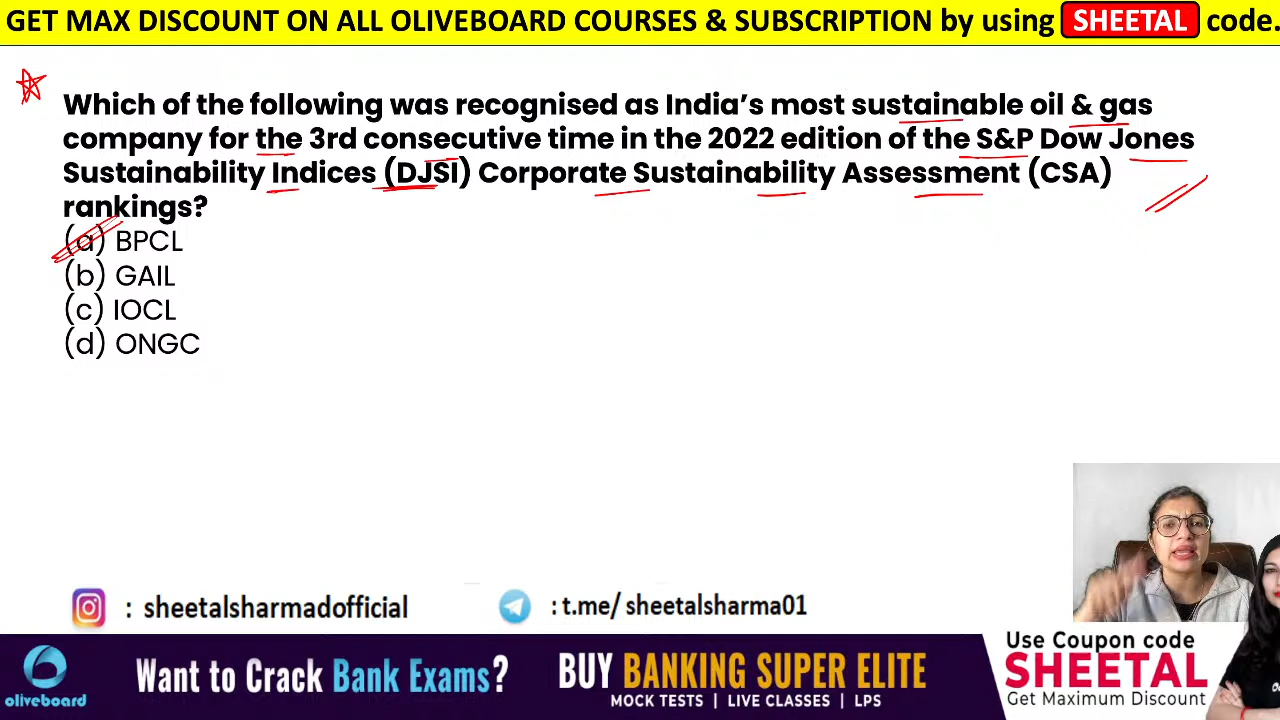 GET MAX DISCOUNT ON ALL OLIVEBOARD COURSES & SUBSCRIPTION by using SHEETAL code.
Which of the following was recognised as India's most sustainable oil & gas
company for the 3rd consecutive time in the 2022 edition of the S&P Dow Jones
Sustainability Indices (DJSI) Corporate Sustainability Assessment (CSA)
rankings?
(a) BPCL
(b) GAIL
(c) IOCL
(d) ONGC
: sheetalsharmadofficial
: t.me/ sheetalsharma01
oliveboard
Want to Crack Bank Exams?
BUY BANKING SUPER ELITE
MOCK TESTS | LIVE CLASSES | LPS
Use Coupon code
SHEETAL
Get Maximum Discount